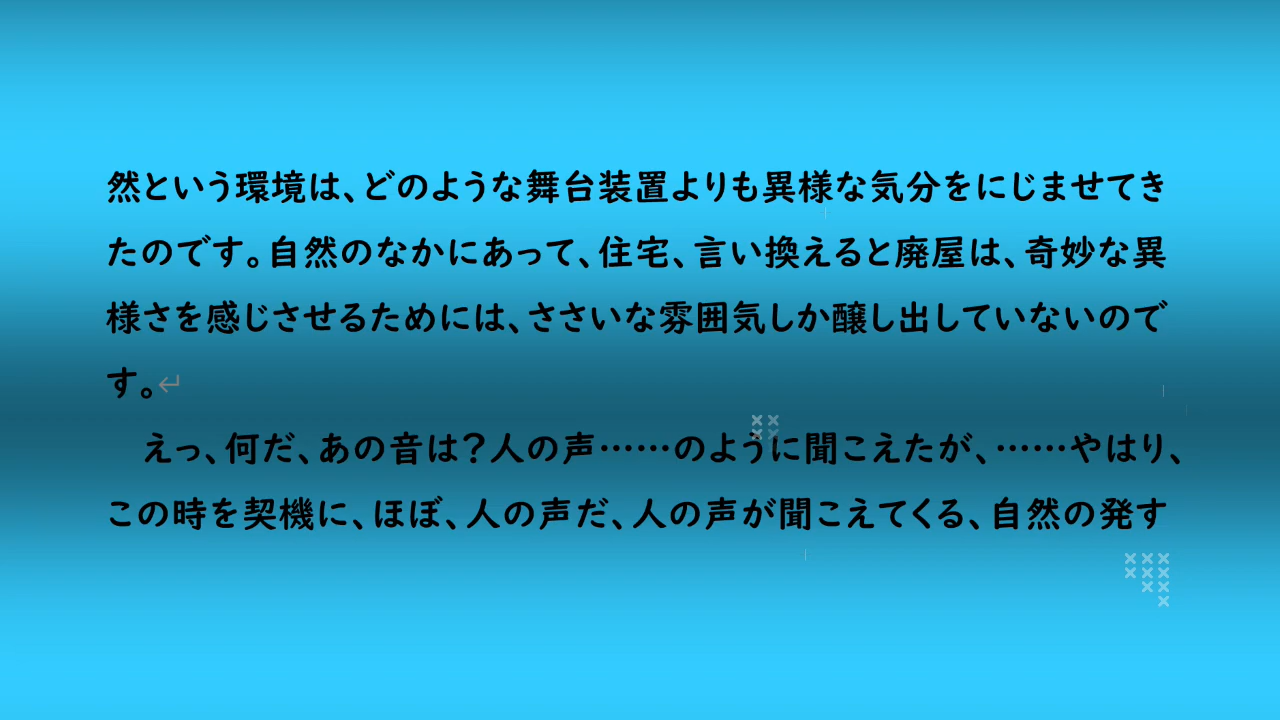 然という環境は、どのような舞台装置よりも異様な気分をにじませてき
たのです。自然のなかにあって、住宅、言い換えると廃屋は、奇妙な異
様さを感じさせるためには、ささいな雰囲気しか醸し出していないので
す。↵
えっ、何だ、あの音は？人の声……のように聞こえたが、……やはり、
この時を契機に、ほぼ、人の声だ、人の声が聞こえてくる、自然の発す